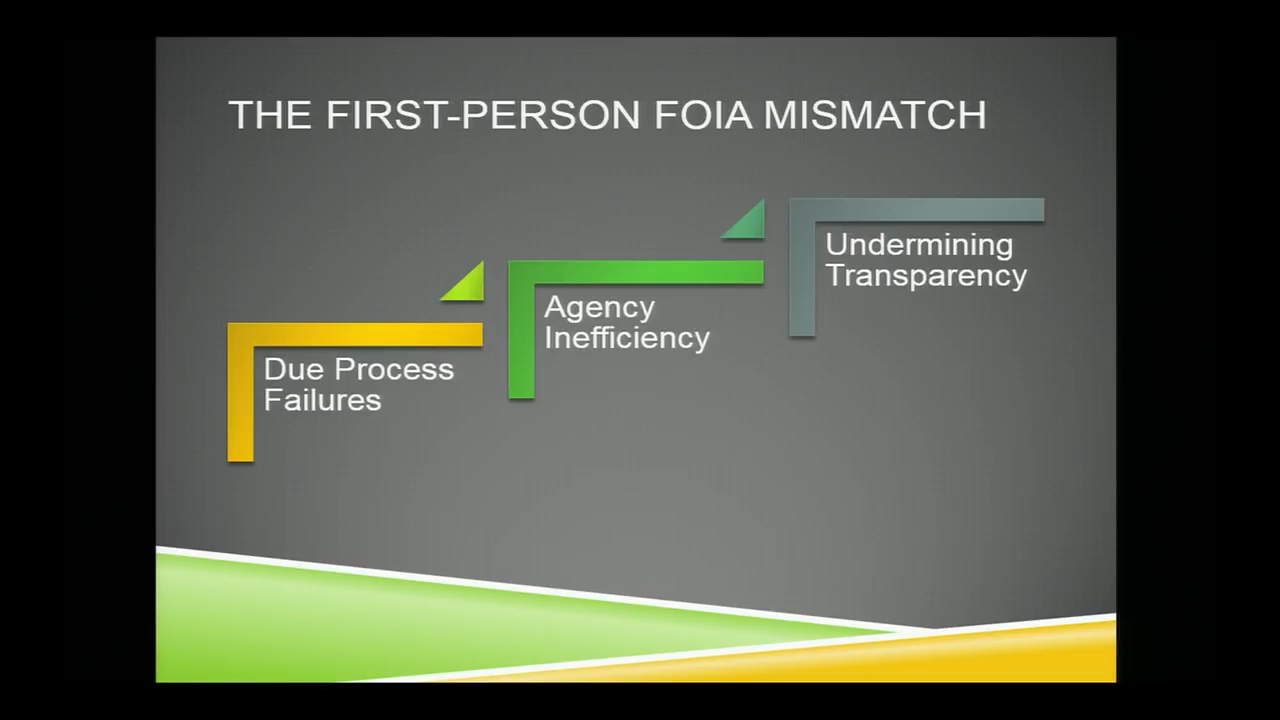 THE FIRST-PERSON FOIA MISMATCH
Due Process
Failures
Agency
Inefficiency
Undermining
Transparency